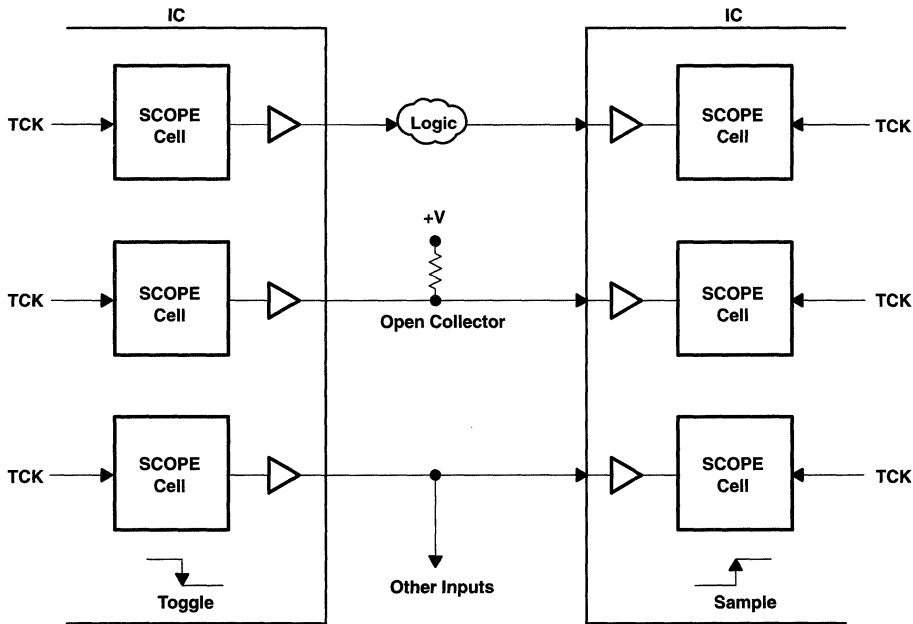 IC
IC
TCK
SCOPE
Cell
Logic
SCOPE
Cell
TCK
+V
TCK
SCOPE
Cell
Open Collector
SCOPE
Cell
TCK
TCK
SCOPE
Cell
SCOPE
Cell
TCK
Toggle
Other Inputs
Sample